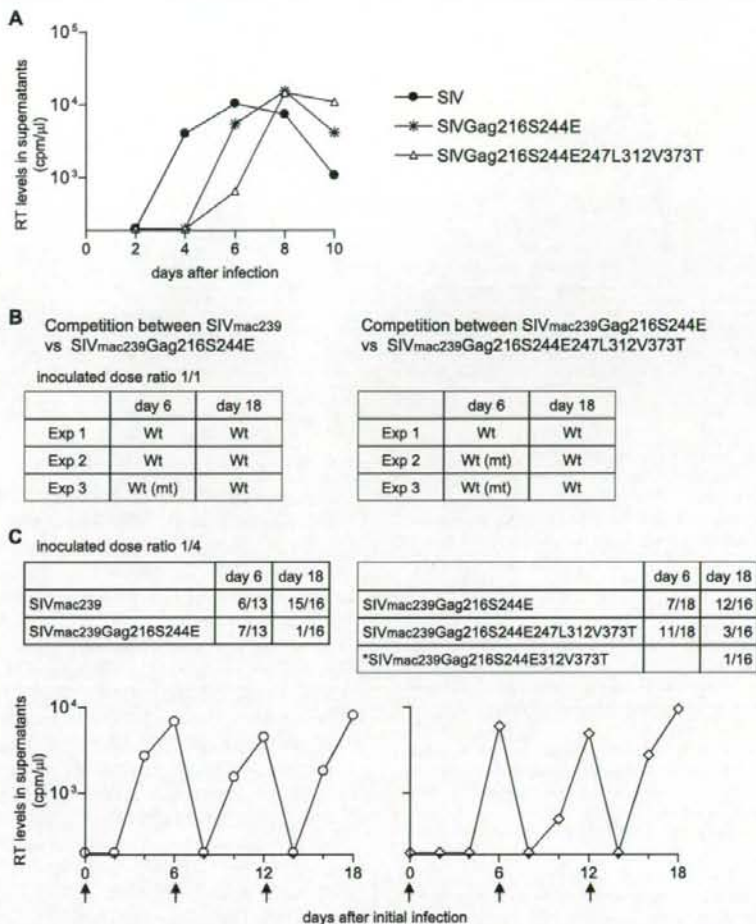 A
RT levels in supernatants
(cpm/µl)
10⁵
10⁴
10³
0 2 4 6 8 10
days after infection
SIV
SIVGag216S244E
SIVGag216S244E247L312V373T
B
Competition between SIVmac239
vs SIVmac239Gag216S244E
Competition between SIVmac239Gag216S244E
vs SIVmac239Gag216S244E247L312V373T
inoculated dose ratio 1/1
day 6 day 18
Exp 1 Wt Wt
Exp 2 Wt Wt
Exp 3 Wt (mt) Wt
day 6 day 18
Exp 1 Wt Wt
Exp 2 Wt (mt) Wt
Exp 3 Wt (mt) Wt
C
inoculated dose ratio 1/4
day 6 day 18
SIVmac239 6/13 15/16
SIVmac239Gag216S244E 7/13 1/16
day 6 day 18
SIVmac239Gag216S244E 7/18 12/16
SIVmac239Gag216S244E247L312V373T 11/18 3/16
*SIVmac239Gag216S244E312V373T 1/16
RT levels in supernatants
(cpm/µl)
10⁴
10³
0 6 12 18
0 6 12 18
days after initial infection